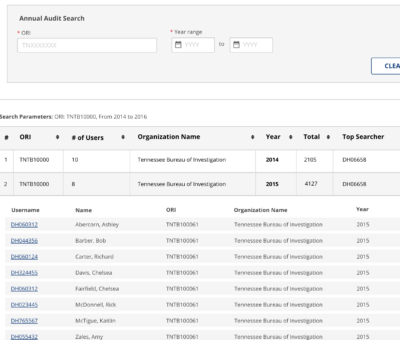 Annual Audit Search
* ORI
* Year range
TNXXXXXXX
YYYY to YYYY
CLEA
Search Parameters: ORI: TNTB10000, From 2014 to 2016
# ORI # of Users Organization Name Year Total Top Searcher
1 TNTB10000 10 Tennessee Bureau of Investigation 2014 2105 DH06658
2 TNTB10000 8 Tennessee Bureau of Investigation 2015 4127 DH06658
Username Name ORI Organization Name Year
DH060312 Abercorn, Ashley TNTB100061 Tennessee Bureau of Investigation 2015
DH044356 Barber, Bob TNTB100061 Tennessee Bureau of Investigation 2015
DH060124 Carter, Richard TNTB100061 Tennessee Bureau of Investigation 2015
DH324455 Davis, Chelsea TNTB100061 Tennessee Bureau of Investigation 2015
DH060312 Fairfield, Chelsea TNTB100061 Tennessee Bureau of Investigation 2015
DH023445 McDonnell, Rick TNTB100061 Tennessee Bureau of Investigation 2015
DH765567 McTigue, Kaitlin TNTB100061 Tennessee Bureau of Investigation 2015
DH055432 Zales, Amy TNTB100061 Tennessee Bureau of Investigation 2015